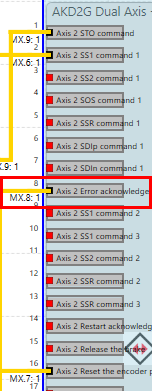 AKD2G Dual Axis
1
Axis 2 STO command
MX.9: 1
2
Axis 2 SS1 command 1
MX.6: 1
3
Axis 2 SS2 command 1
4
Axis 2 SOS command 1
5
Axis 2 SSR command 1
6
Axis 2 SDIp command 1
7
Axis 2 SDIn command 1
.9: 1
8
Axis 2 Error acknowledge
MX.8: 1
9
Axis 2 SS1 command 2
10
Axis 2 SS1 command 3
11
Axis 2 SS2 command 2
12
Axis 2 SSR command 2
13
Axis 2 SSR command 3
14
Axis 2 Restart acknowledg
15
Axis 2 Release the brake
16
Axis 2 Reset the encoder p
MX.7: 1